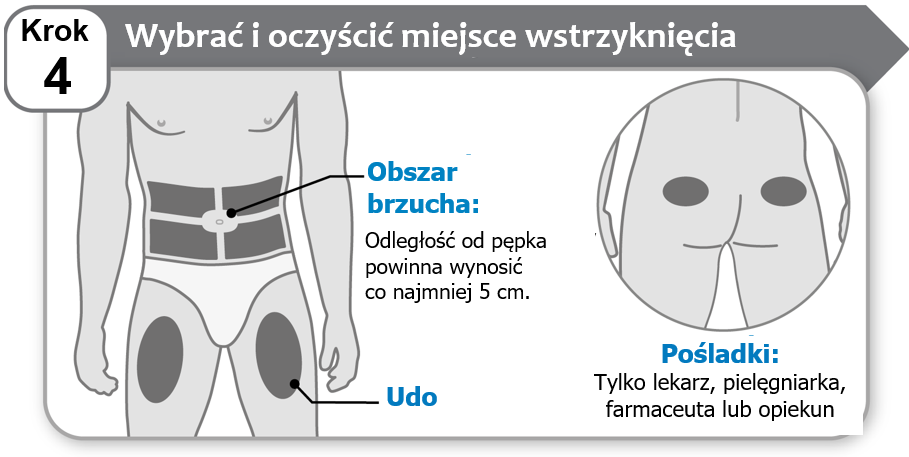 Krok
4
Wybrać i oczyścić miejsce wstrzyknięcia
Obszar
brzucha:
Odległość od pępka
powinna wynosić
co najmniej 5 cm.
Udo
Pośladki:
Tylko lekarz, pielęgniarka,
farmaceuta lub opiekun